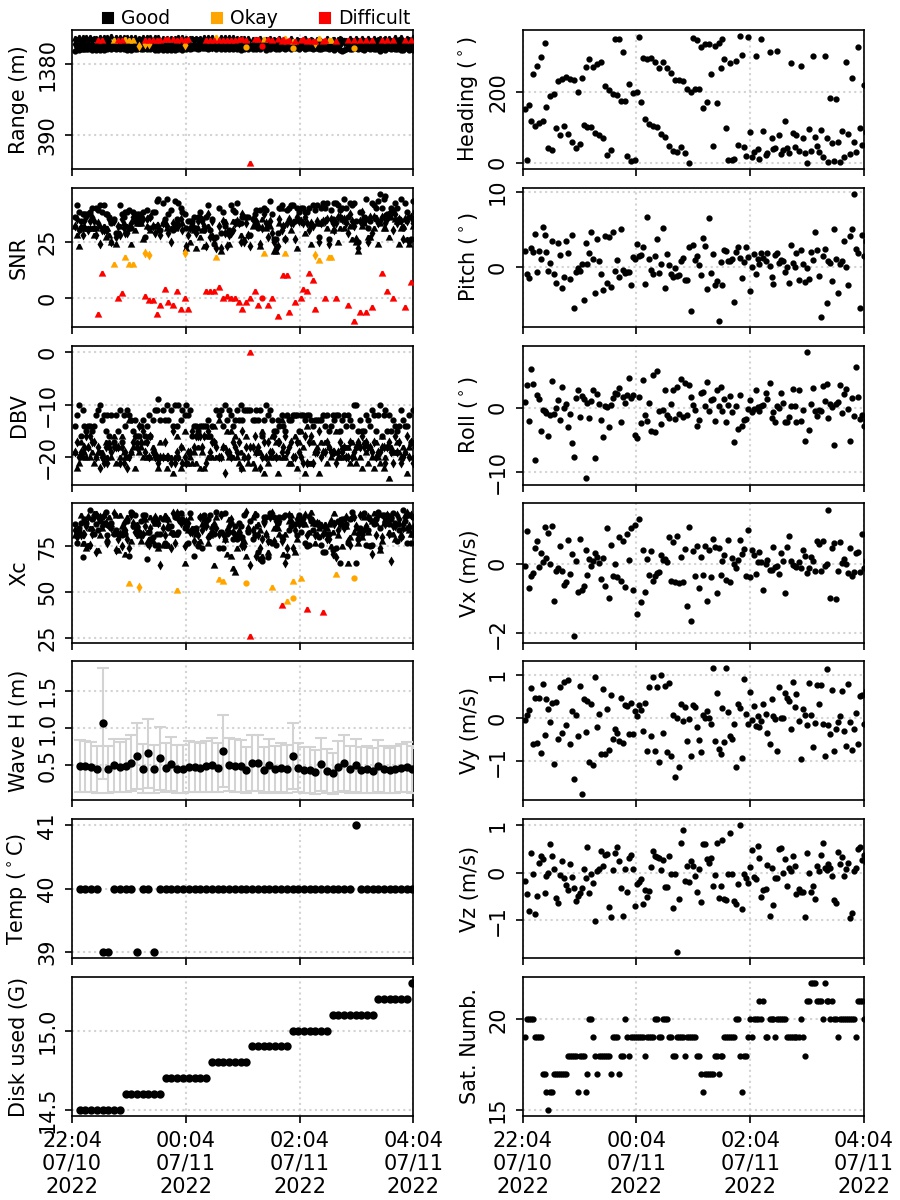 Good Okay Difficult
Range (m)
1380
390
Heading (°)
200
0
SNR
25
0
Pitch (°)
10
0
DBV
0
−10
−20
Roll (°)
0
−10
Xc
75
50
25
Vx (m/s)
0
−2
Wave H (m)
1.5
1.0
0.5
Vy (m/s)
1
0
−1
Temp (°C)
41
40
39
Vz (m/s)
1
0
−1
Disk used (G)
15.0
14.5
Sat. Numb.
20
15
22:04 00:04 02:04 04:04 22:04 00:04 02:04 04:04
07/10 07/11 07/11 07/11 07/10 07/11 07/11 07/11
2022 2022 2022 2022 2022 2022 2022 2022